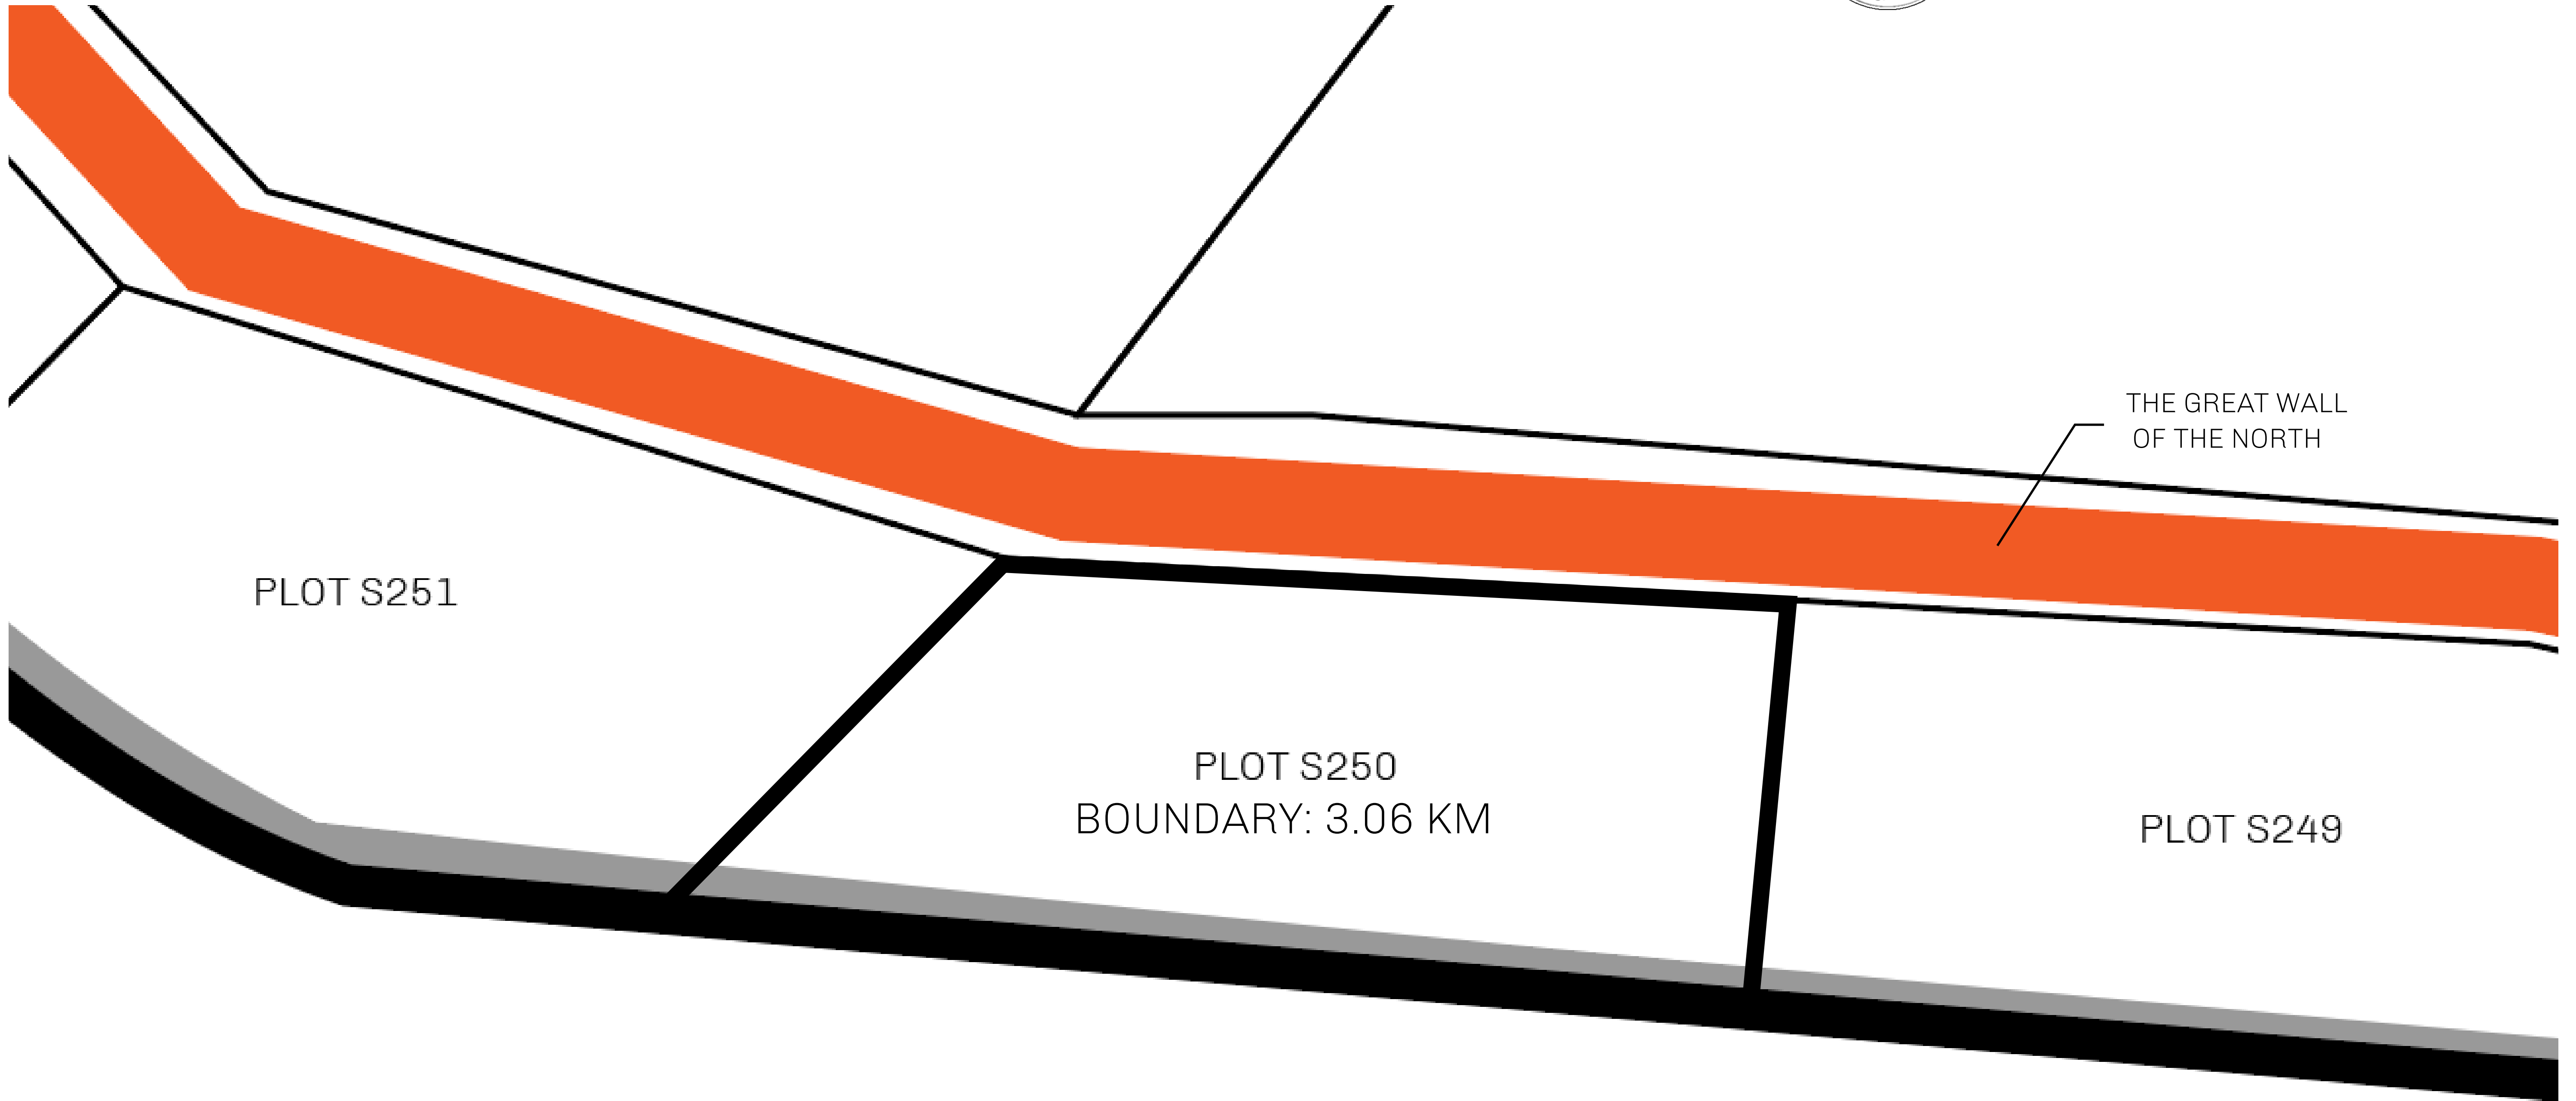 THE GREAT WALL
OF THE NORTH
PLOT S251
PLOT S250
BOUNDARY: 3.06 KM
PLOT S249